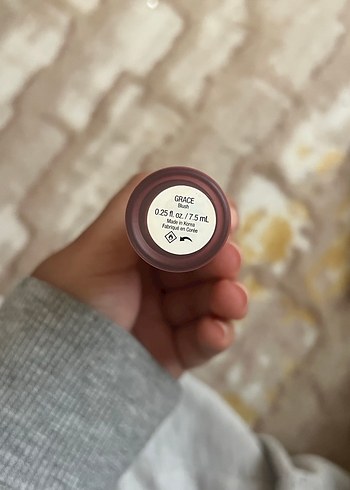 GRACE
Blush
0.25 fl. oz. / 7.5 mL
Made in Korea
Fabriqué en Corée